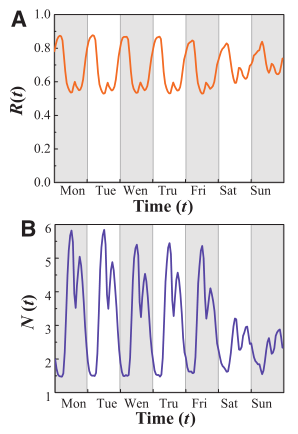 A
1.0
0.8
0.6
0.4
0.2
0.0
R(t)
Mon Tue Wen Tru Fri Sat Sun
Time (t)
B
6
5
4
3
2
1
N(t)
Mon Tue Wen Tru Fri Sat Sun
Time (t)